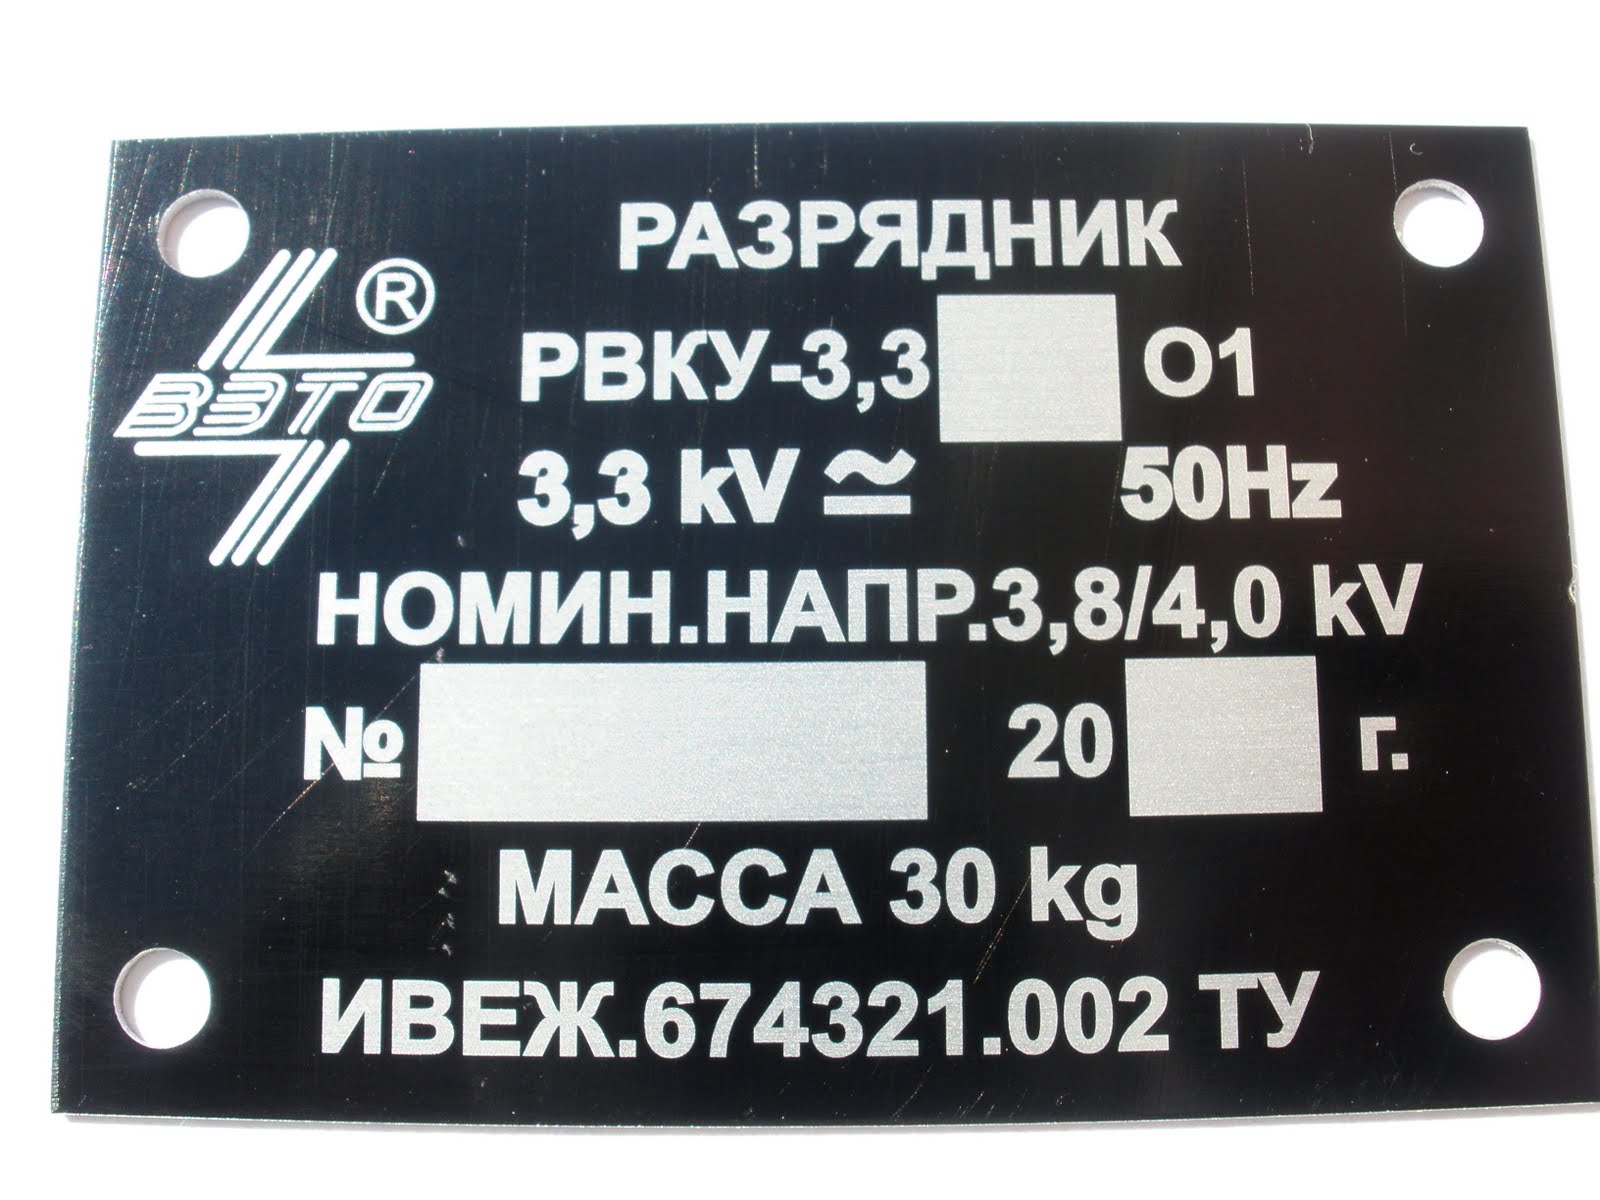 РАЗРЯДНИК
®
ВЭТО
РВКУ-3,3 О1
3,3 kV ≃ 50Hz
НОМИН.НАПР.3,8/4,0 kV
№ 20 г.
МАССА 30 kg
ИВЕЖ.674321.002 ТУ